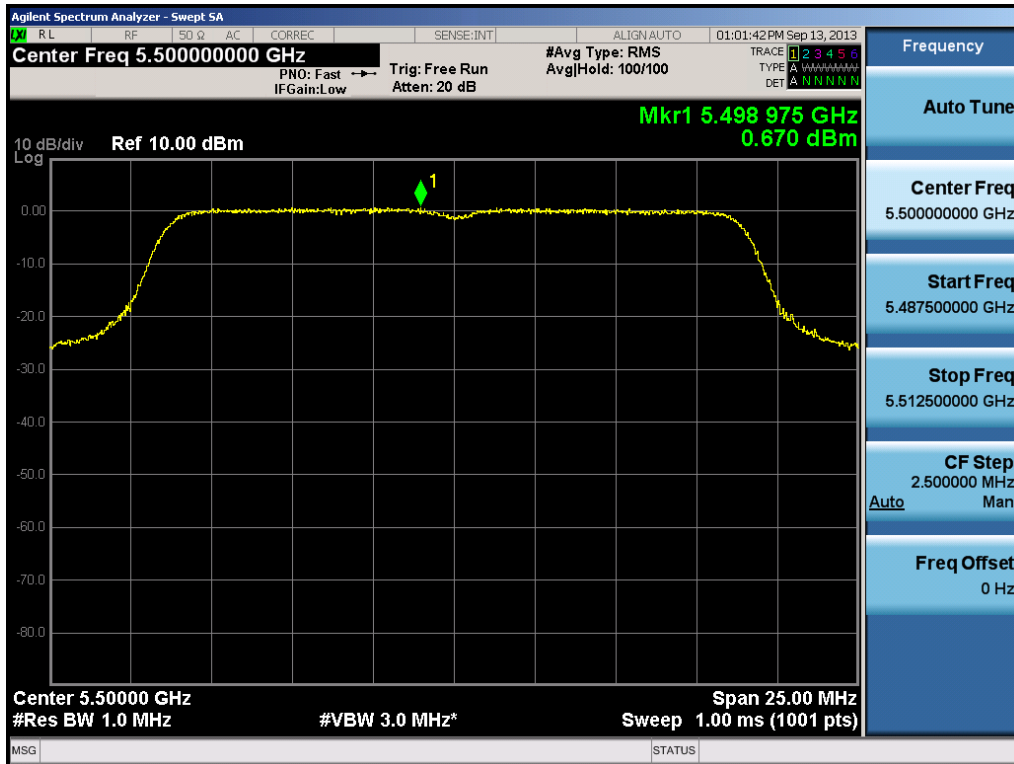 Agilent Spectrum Analyzer - Swept SA
LXI RL RF 50 Ω AC CORREC SENSE:INT ALIGN AUTO 01:01:42 PM Sep 13, 2013
Center Freq 5.500000000 GHz
PNO: Fast
IFGain:Low
Trig: Free Run
Atten: 20 dB
#Avg Type: RMS
Avg|Hold: 100/100
TRACE 1 2 3 4 5 6
TYPE A WWWWW
DET A N N N N N
Mkr1 5.498 975 GHz
0.670 dBm
10 dB/div Ref 10.00 dBm
Log
1
0.00
-10.0
-20.0
-30.0
-40.0
-50.0
-60.0
-70.0
-80.0
Center 5.50000 GHz Span 25.00 MHz
#Res BW 1.0 MHz #VBW 3.0 MHz* Sweep 1.00 ms (1001 pts)
MSG STATUS
Frequency
Auto Tune
Center Freq
5.500000000 GHz
Start Freq
5.487500000 GHz
Stop Freq
5.512500000 GHz
CF Step
2.500000 MHz
Auto Man
Freq Offset
0 Hz